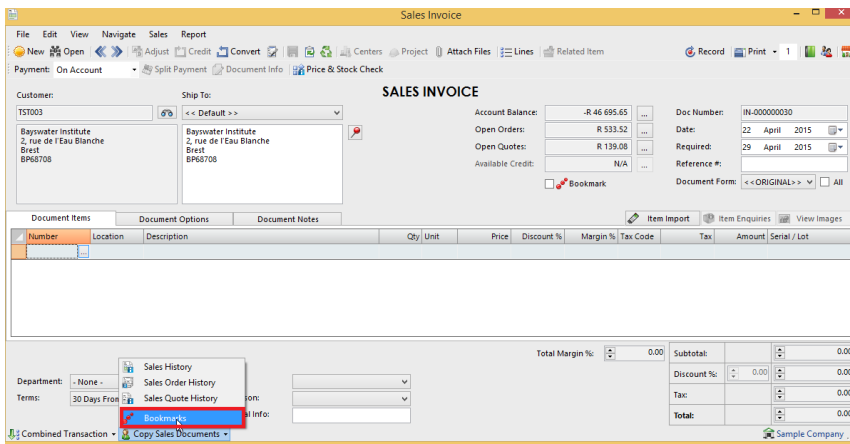 Sales Invoice
File Edit View Navigate Sales Report
New Open Adjust Credit Convert Centers Project Attach Files Lines Related Item Record Print 1
Payment: On Account Split Payment Document Info Price & Stock Check
Customer: Ship To: SALES INVOICE
TST003 << Default >> Account Balance: -R 46 695.65 ... Doc Number: IN-000000030
Bayswater Institute Bayswater Institute Open Orders: R 533.52 ... Date: 22 April 2015
2, rue de l'Eau Blanche 2, rue de l'Eau Blanche Open Quotes: R 139.08 ... Required: 29 April 2015
Brest Brest
BP68708 BP68708 Available Credit: N/A ... Reference #:
Bookmark Document Form: <<ORIGINAL>> All
Document Items Document Options Document Notes Item Import Item Enquiries View Images
Number Location Description Qty Unit Price Discount % Margin % Tax Code Tax Amount Serial / Lot
...
Total Margin %: 0.00 Subtotal: 0.00
Sales History
Discount %: 0.00 0.00
Department: - None - Sales Order History
Terms: 30 Days From Sales Quote History son: Tax: 0.00
Bookmarks al Info: Total: 0.00
Combined Transaction Copy Sales Documents Sample Company